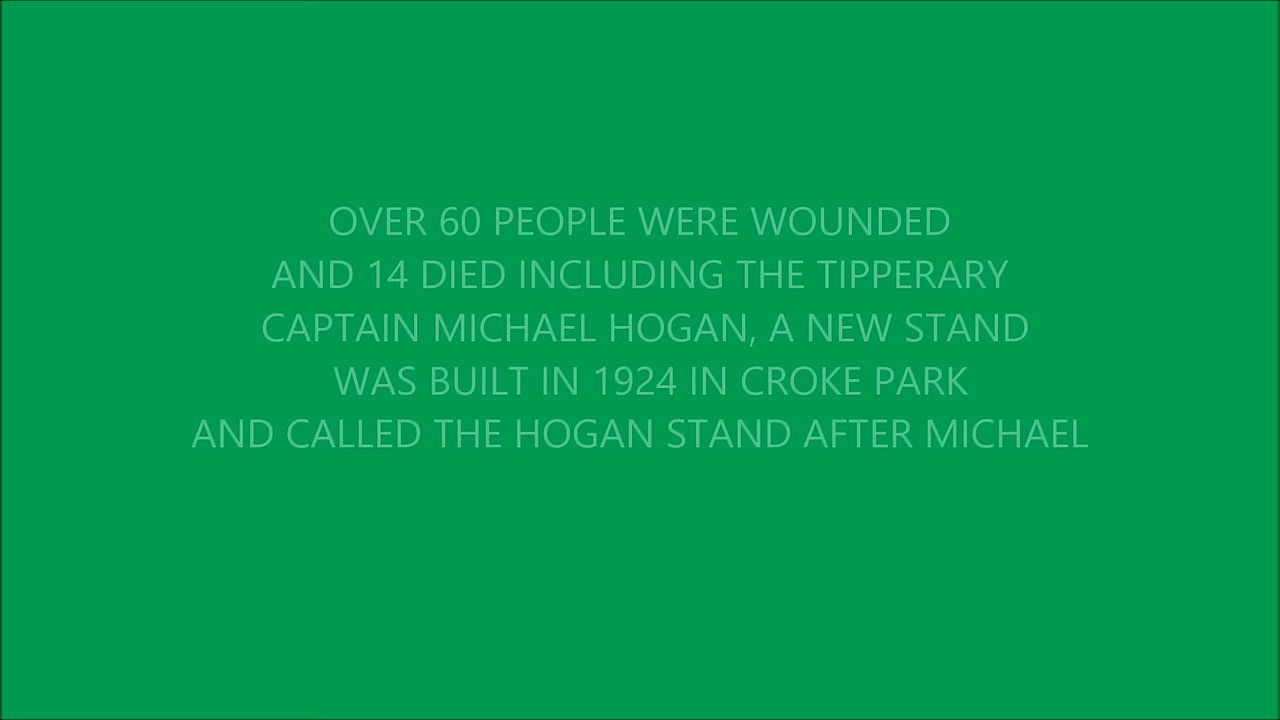 OVER 60 PEOPLE WERE WOUNDED
AND 14 DIED INCLUDING THE TIPPERARY
CAPTAIN MICHAEL HOGAN, A NEW STAND
WAS BUILT IN 1924 IN CROKE PARK
AND CALLED THE HOGAN STAND AFTER MICHAEL